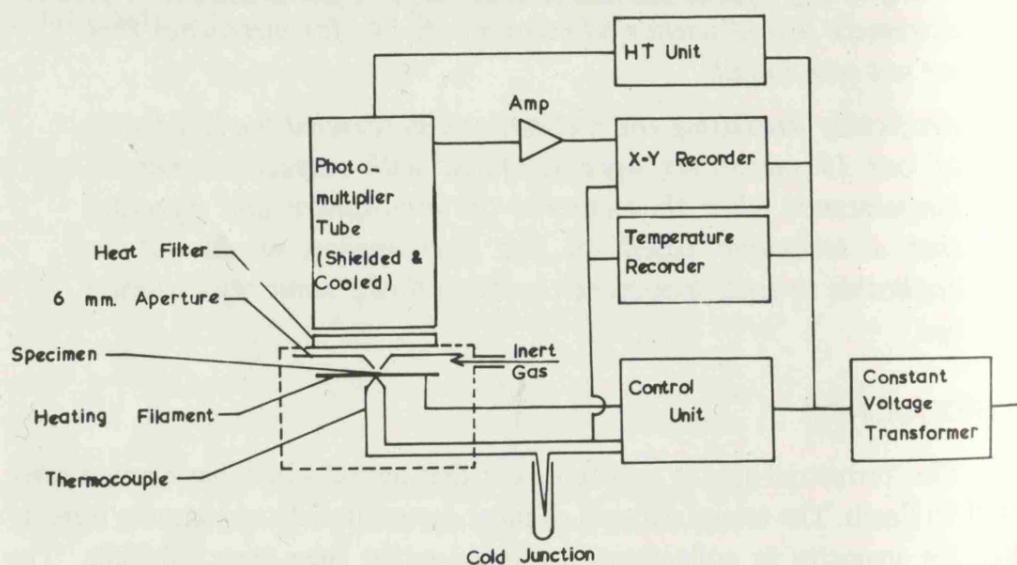 HT Unit
Amp
Photo-
multiplier
Tube
(Shielded &
Cooled)
X-Y Recorder
Temperature
Recorder
Heat Filter
6 mm. Aperture
Specimen
Inert
Gas
Heating Filament
Control
Unit
Constant
Voltage
Transformer
Thermocouple
Cold Junction